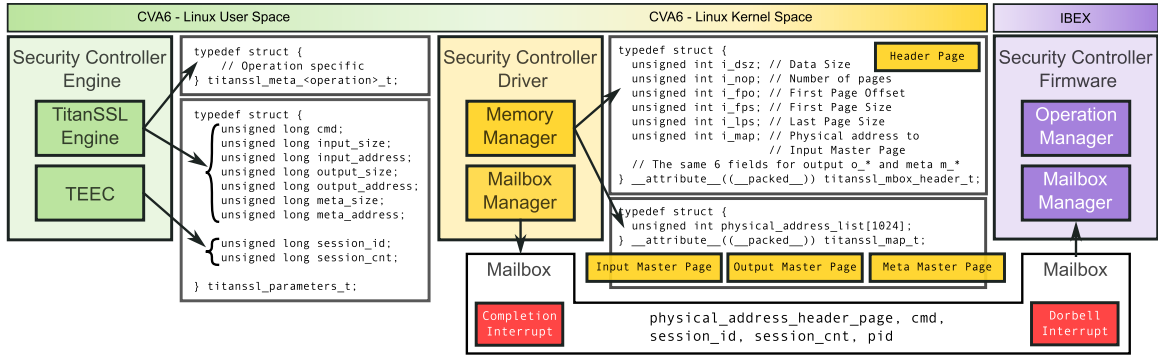 CVA6 - Linux User Space
CVA6 - Linux Kernel Space
IBEX
Security Controller
Engine
TitanSSL
Engine
TEEC
typedef struct {
// Operation specific
} titanssl_meta_<operation>_t;
typedef struct {
unsigned long cmd;
unsigned long input_size;
unsigned long input_address;
unsigned long output_size;
unsigned long output_address;
unsigned long meta_size;
unsigned long meta_address;
unsigned long session_id;
unsigned long session_cnt;
} titanssl_parameters_t;
Security Controller
Driver
Memory
Manager
Mailbox
Manager
typedef struct {
Header Page
unsigned int i_dsz; // Data Size
unsigned int i_nop; // Number of pages
unsigned int i_fpo; // First Page Offset
unsigned int i_fps; // First Page Size
unsigned int i_lps; // Last Page Size
unsigned int i_map; // Physical address to
// Input Master Page
// The same 6 fields for output o_* and meta m_*
} __attribute__((__packed__)) titanssl_mbox_header_t;
typedef struct {
unsigned int physical_address_list[1024];
} __attribute__((__packed__)) titanssl_map_t;
Input Master Page
Output Master Page
Meta Master Page
Security Controller
Firmware
Operation
Manager
Mailbox
Manager
Mailbox
Completion
Interrupt
physical_address_header_page, cmd,
session_id, session_cnt, pid
Mailbox
Dorbell
Interrupt